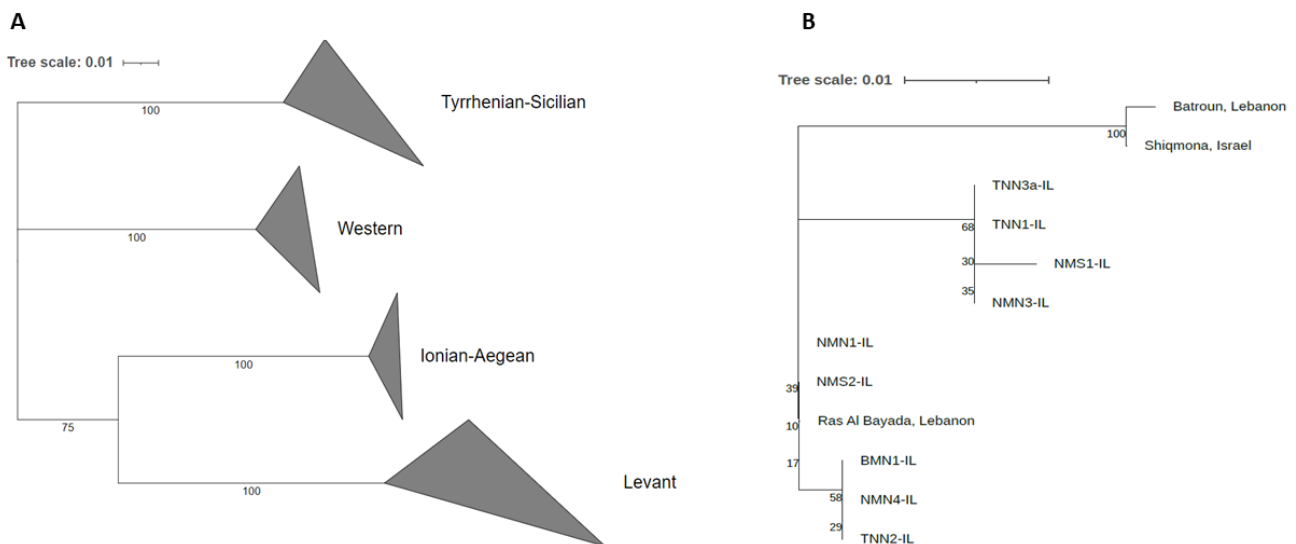 A
Tree scale: 0.01
100
Tyrrhenian-Sicilian
100
Western
100
Ionian-Aegean
75
100
Levant
B
Tree scale: 0.01
Batroun, Lebanon
100
Shiqmona, Israel
TNN3a-IL
68
TNN1-IL
30
NMS1-IL
35
NMN3-IL
NMN1-IL
39
NMS2-IL
10
Ras Al Bayada, Lebanon
17
BMN1-IL
58
NMN4-IL
29
TNN2-IL